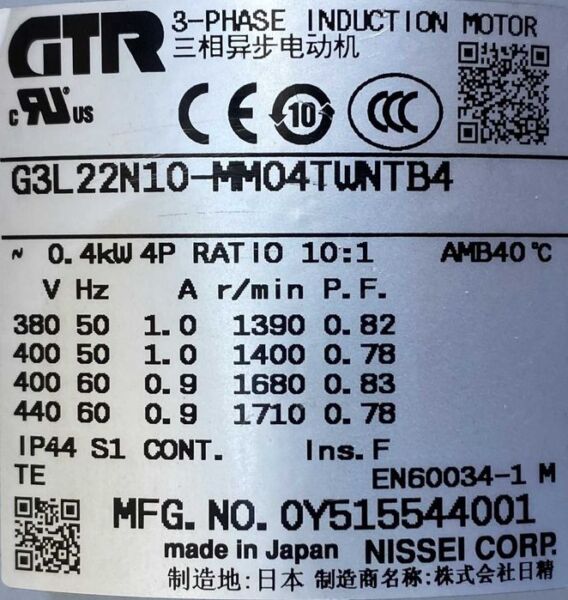 GTR 3-PHASE INDUCTION MOTOR
三相异步电动机
c RU US CE 10 CCC
G3L22N10-MM04TWNTB4
~ 0.4kW 4P RATIO 10:1 AMB40℃
V Hz A r/min P.F.
380 50 1.0 1390 0.82
400 50 1.0 1400 0.78
400 60 0.9 1680 0.83
440 60 0.9 1710 0.78
IP44 S1 CONT. Ins.F
TE EN60034-1 M
MFG.NO. 0Y515544001
made in Japan NISSEI CORP.
制造地:日本 制造商名称:株式会社日精